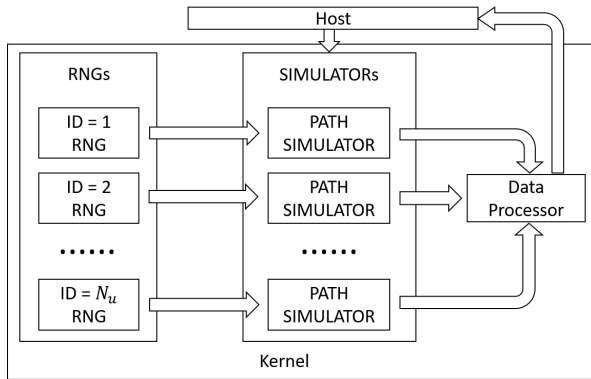 Host
RNGs
SIMULATORs
ID = 1
RNG
PATH
SIMULATOR
ID = 2
RNG
PATH
SIMULATOR
Data
Processor
......
......
ID = N_u
RNG
PATH
SIMULATOR
Kernel